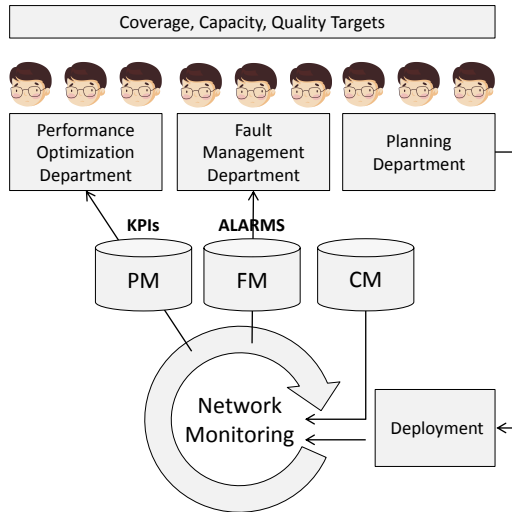 Coverage, Capacity, Quality Targets
Performance
Optimization
Department
Fault
Management
Department
Planning
Department
KPIs
ALARMS
PM
FM
CM
Network
Monitoring
Deployment